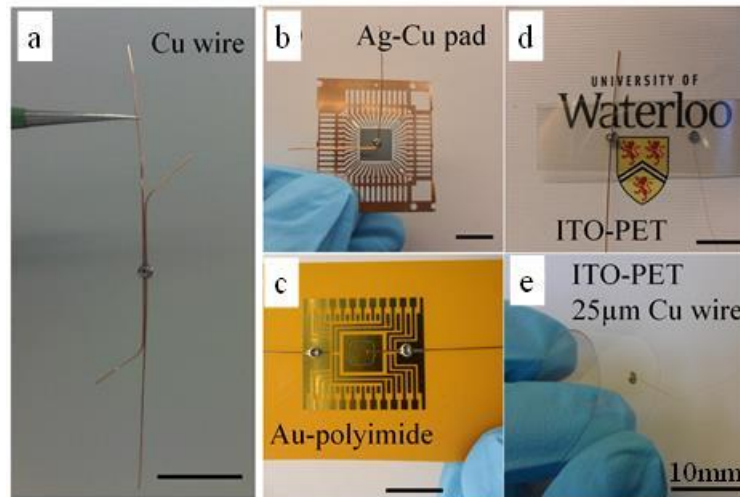 a
Cu wire
b
Ag-Cu pad
c
Au-polyimide
d
UNIVERSITY OF
Waterloo
ITO-PET
e
ITO-PET
25µm Cu wire
10mm